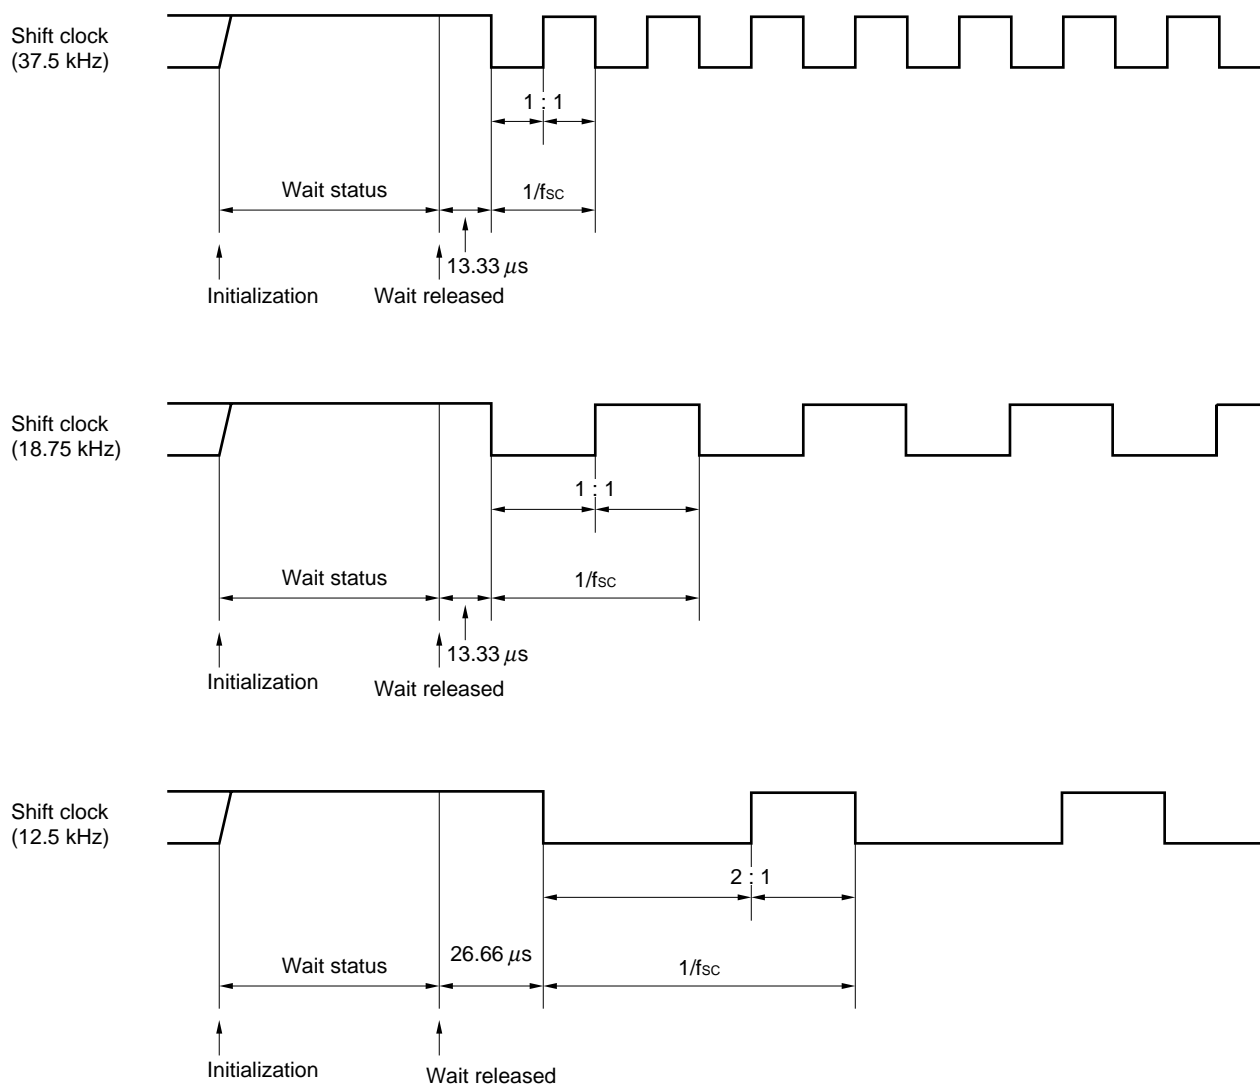 Shift clock
(37.5 kHz)
1 : 1
Wait status
1/fsc
13.33 μs
Initialization
Wait released
Shift clock
(18.75 kHz)
1 : 1
Wait status
1/fsc
13.33 μs
Initialization
Wait released
Shift clock
(12.5 kHz)
2 : 1
26.66 μs
Wait status
1/fsc
Initialization
Wait released